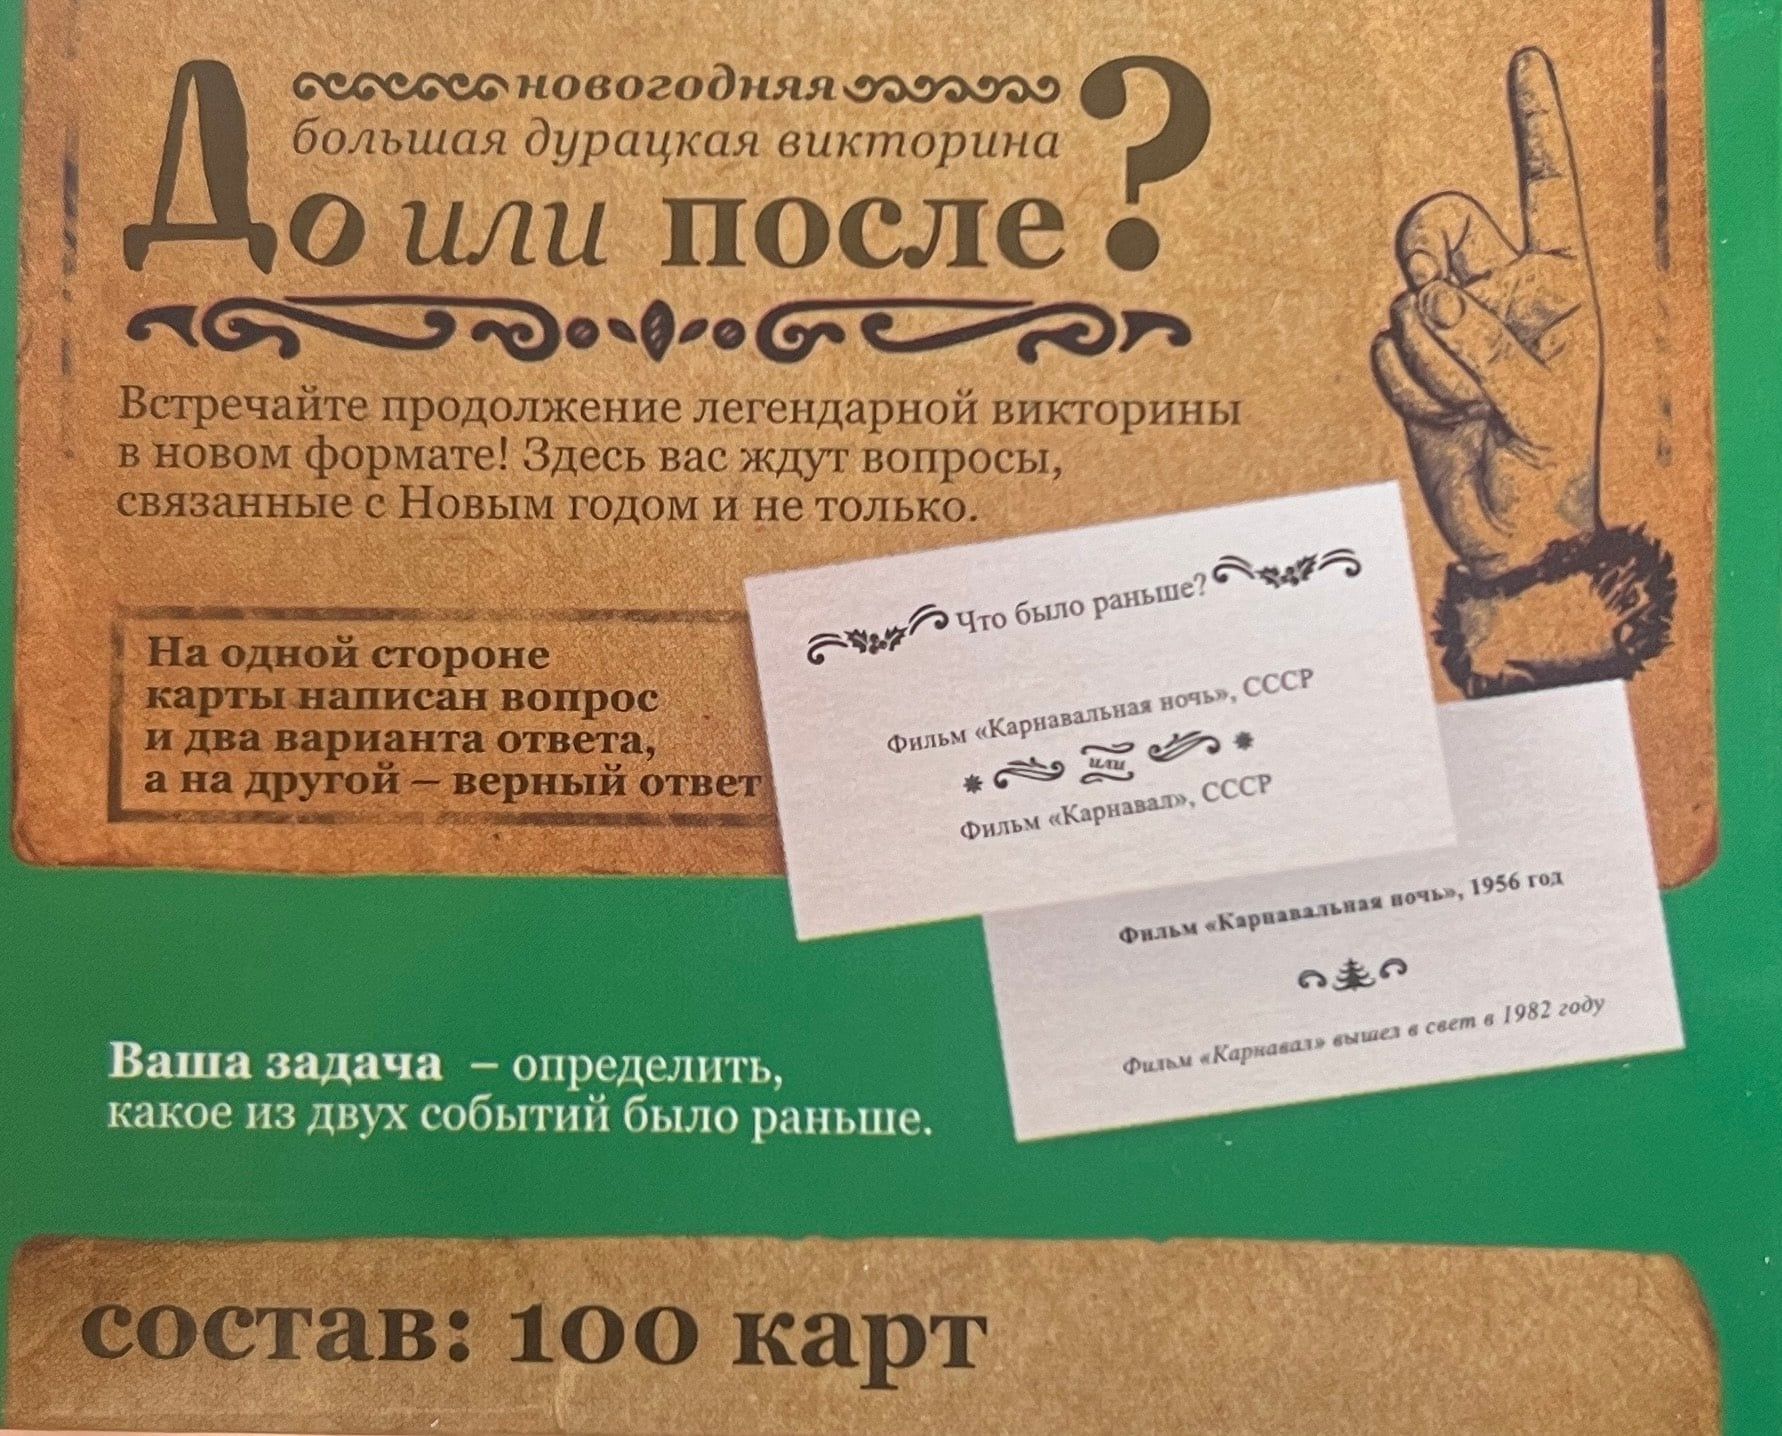 новогодняя
большая дурацкая викторина
До или после?
Встречайте продолжение легендарной викторины
в новом формате! Здесь вас ждут вопросы,
связанные с Новым годом и не только.
На одной стороне
карты написан вопрос
и два варианта ответа,
а на другой – верный ответ
Что было раньше?
Фильм «Карнавальная ночь», СССР
или
Фильм «Карнавал», СССР
Фильм «Карнавальная ночь», 1956 год
Фильм «Карнавал» вышел в свет в 1982 году
Ваша задача – определить,
какое из двух событий было раньше.
состав: 100 карт